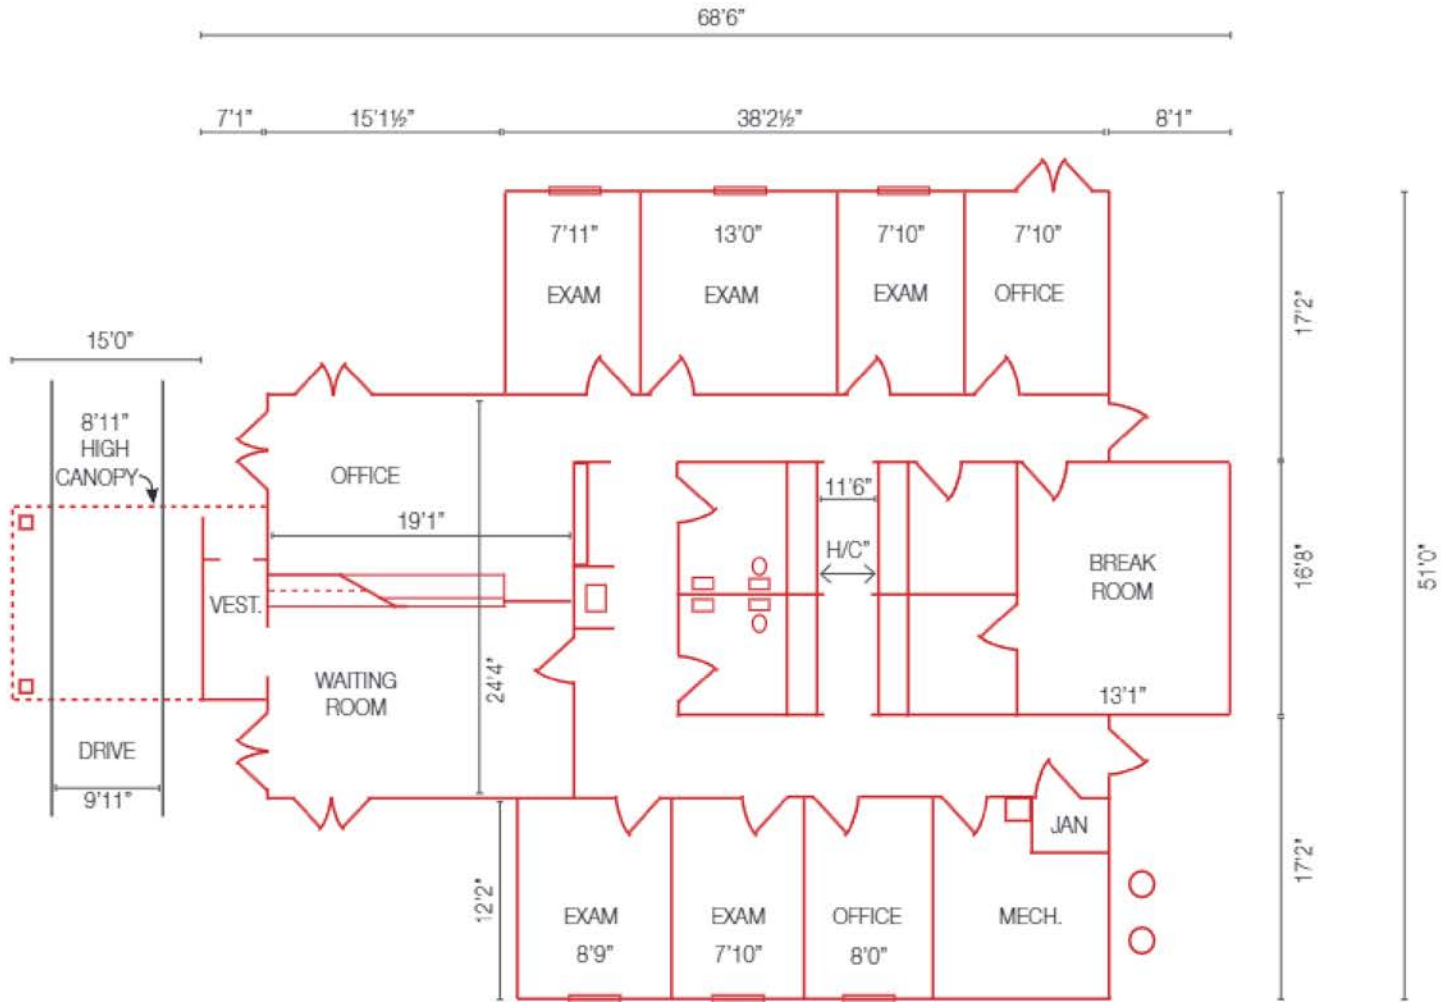 68'6"
7'1"
15'1½"
38'2½"
8'1"
7'11"
13'0"
7'10"
7'10"
EXAM
EXAM
EXAM
OFFICE
17'2"
15'0"
8'11"
HIGH
CANOPY
OFFICE
19'1"
11'6"
H/C"
BREAK
ROOM
16'8"
51'0"
VEST.
WAITING
ROOM
24'4"
13'1"
DRIVE
9'11"
JAN
12'2"
EXAM
8'9"
EXAM
7'10"
OFFICE
8'0"
MECH.
17'2"